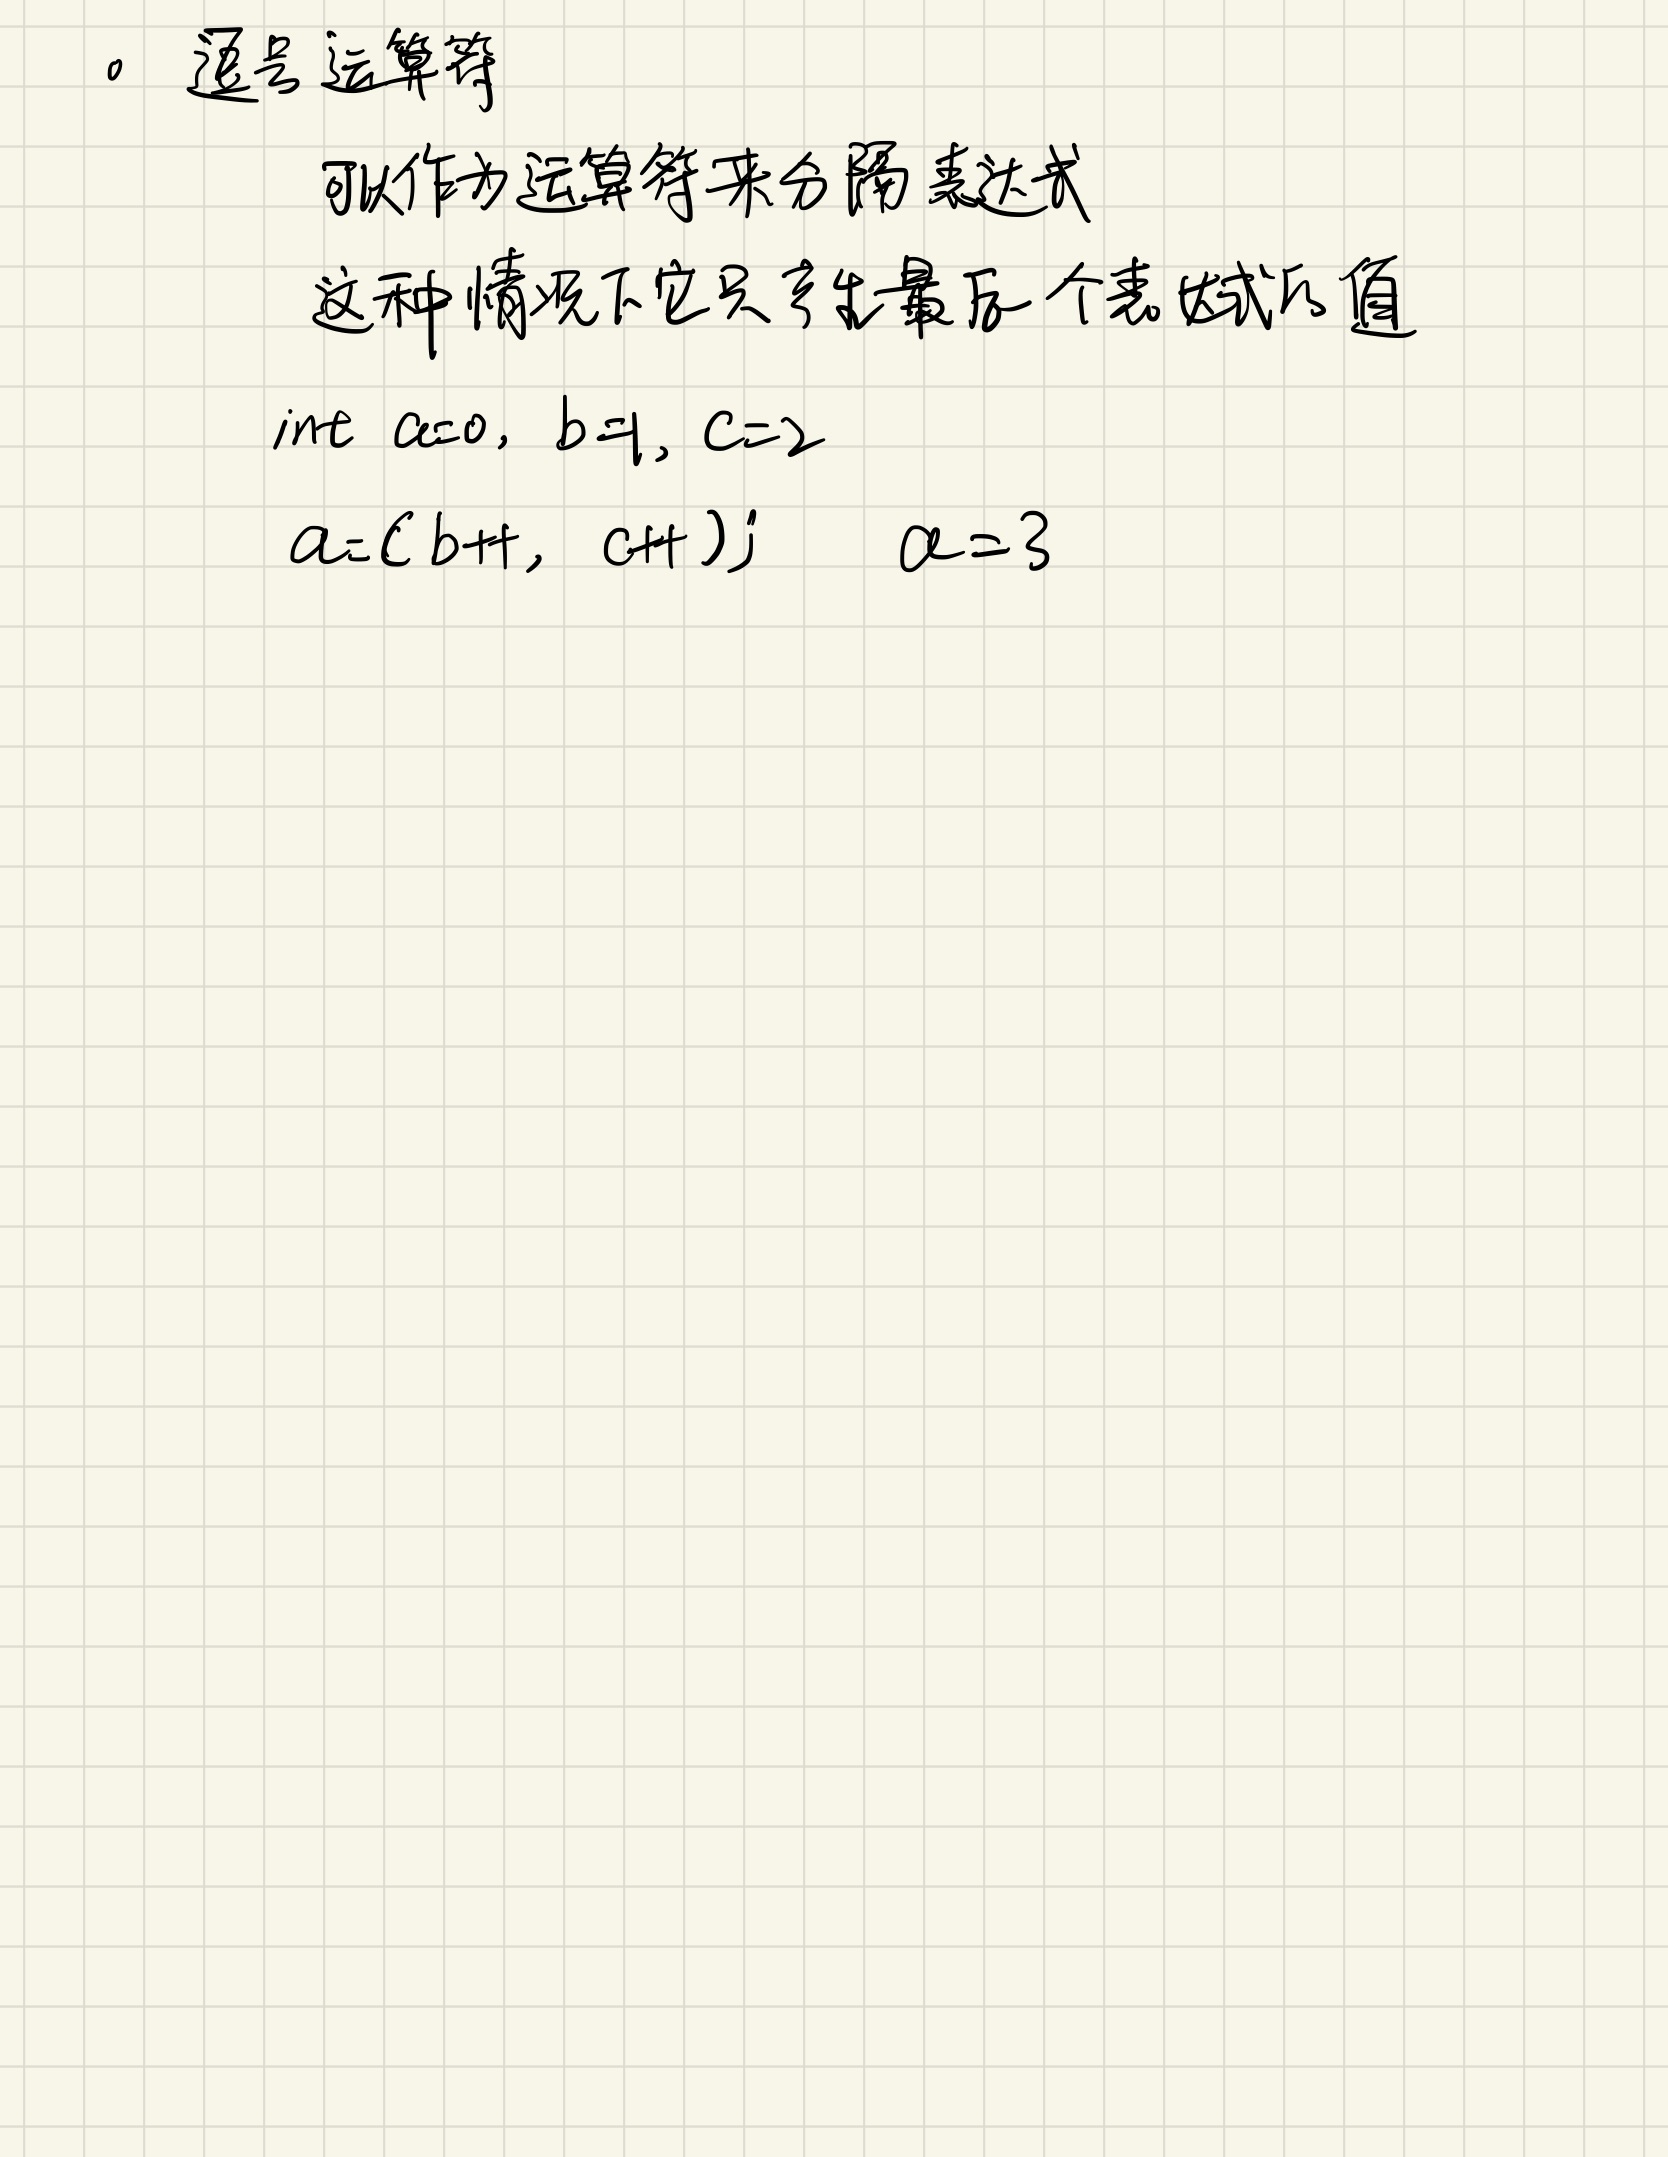 。逗号运算符
可以作为运算符来分隔表达式
这种情况下它只产生最后一个表达式的值
int a=0, b=1, c=2
a=(b++, c++); a=3